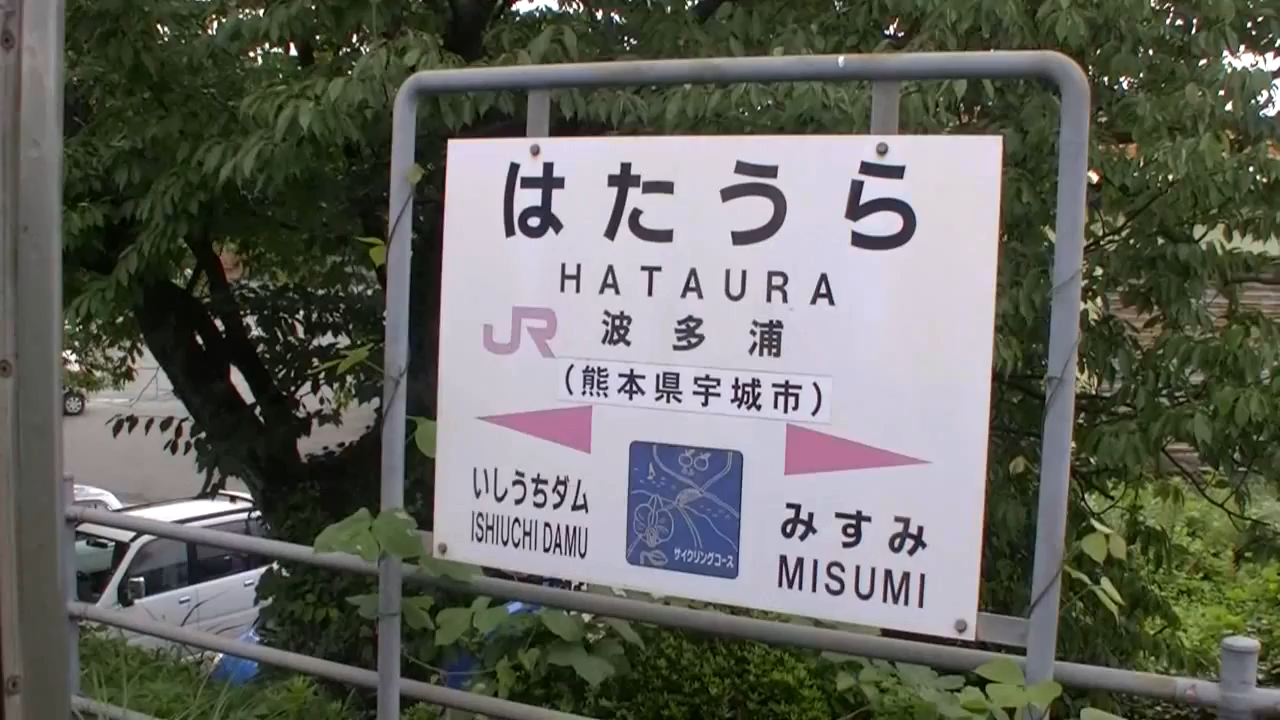 はたうら
HATAURA
JR
波多浦
(熊本県宇城市)
いしうちダム
ISHIUCHI DAMU
サイクリングコース
みすみ
MISUMI